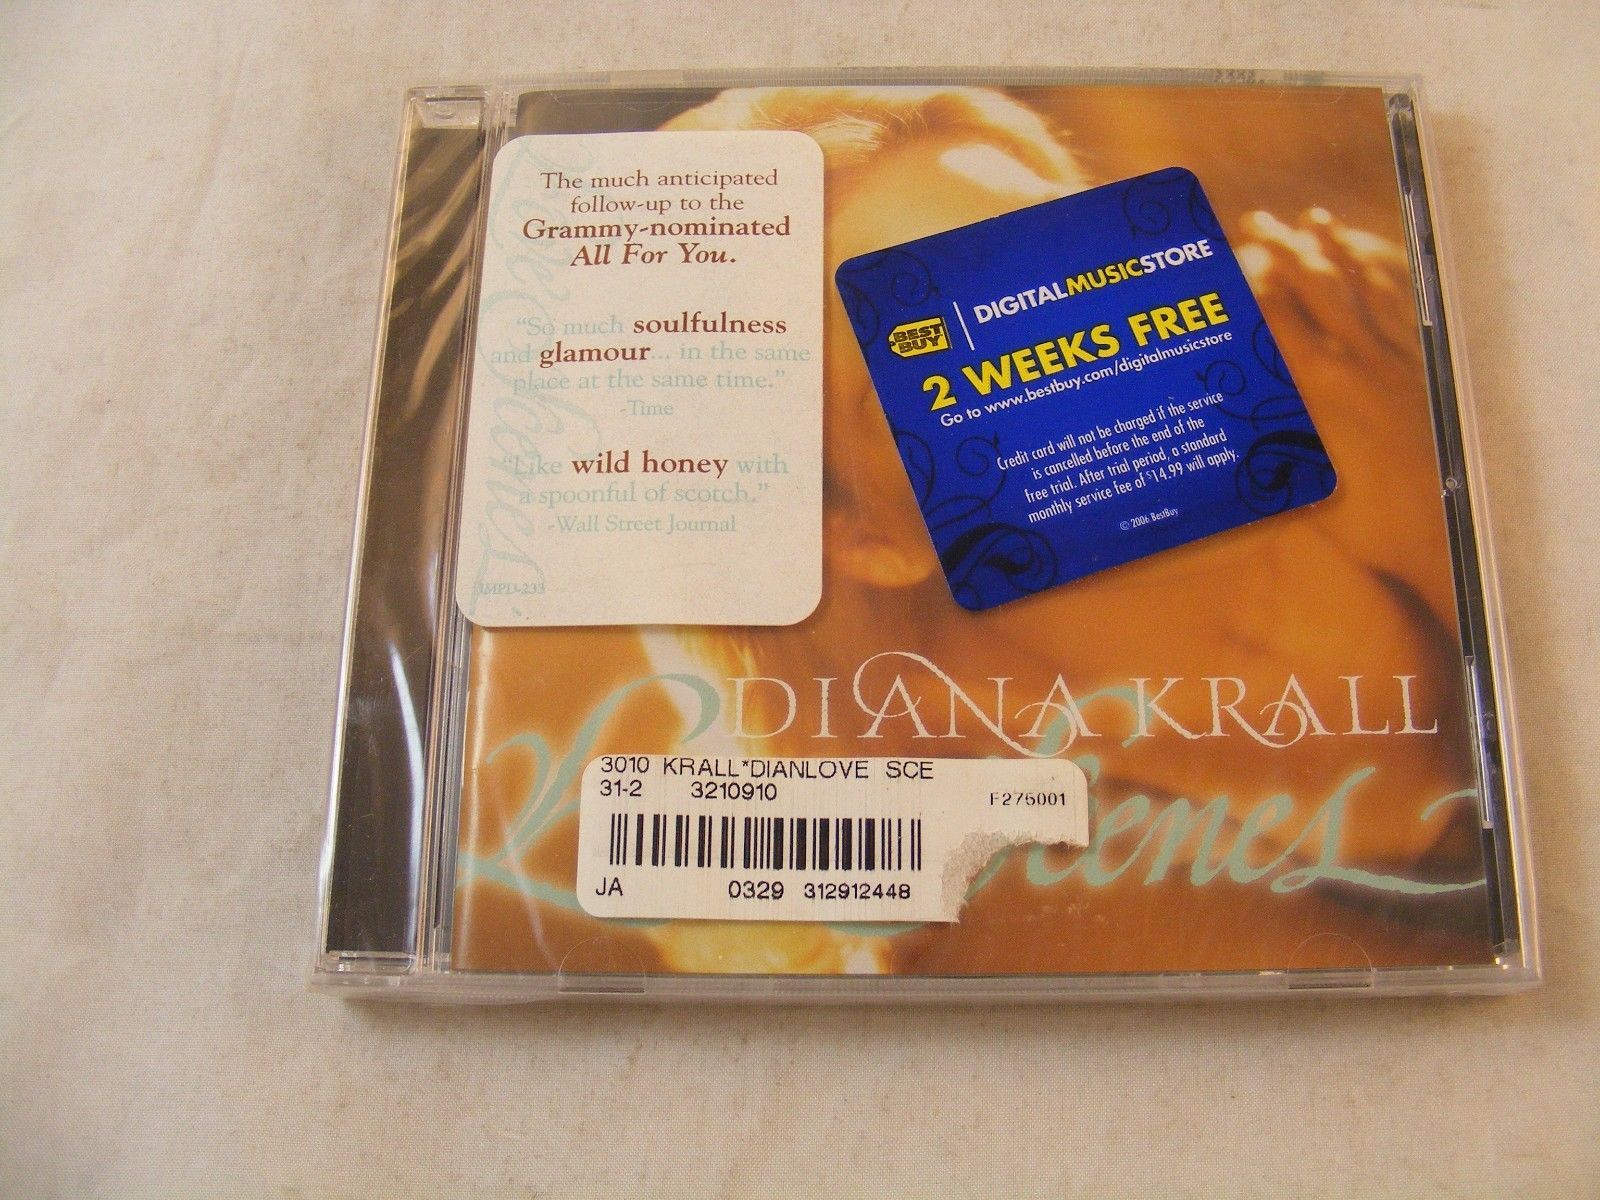 The much anticipated
follow-up to the
Grammy-nominated
All For You.
“So much soulfulness
and glamour... in the same
place at the same time.”
-Time
“Like wild honey with
a spoonful of scotch.”
-Wall Street Journal
IMPD-233
BEST BUY
DIGITALMUSICSTORE
2 WEEKS FREE
Go to www.bestbuy.com/digitalmusicstore
Credit card will not be charged if the service
is cancelled before the end of the
free trial. After trial period, a standard
monthly service fee of $14.99 will apply.
© 2006 BestBuy
DIANA KRALL
3010 KRALL*DIANLOVE SCE
31-2 3210910 F275001
JA 0329 312912448